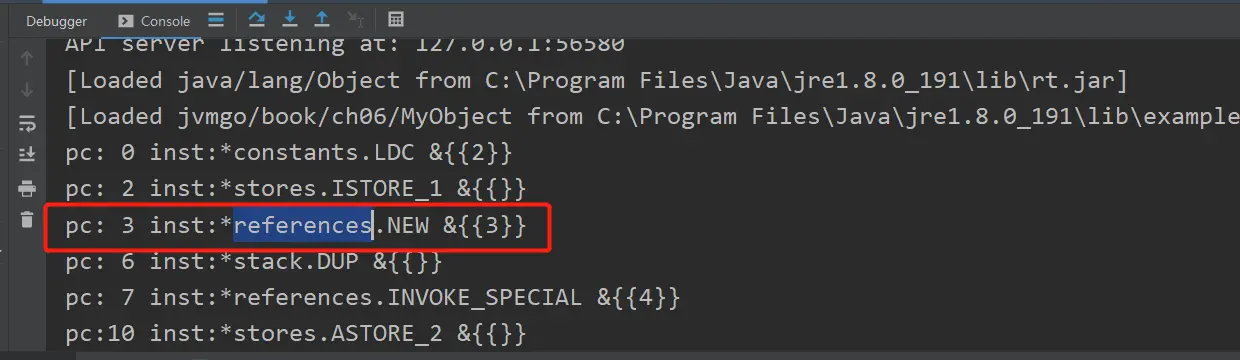 Debugger Console
API server listening at: 127.0.0.1:56580
[Loaded java/lang/Object from C:\Program Files\Java\jre1.8.0_191\lib\rt.jar]
[Loaded jvmgo/book/ch06/MyObject from C:\Program Files\Java\jre1.8.0_191\lib\example
pc: 0 inst:*constants.LDC &{{2}}
pc: 2 inst:*stores.ISTORE_1 &{{}}
pc: 3 inst:*references.NEW &{{3}}
pc: 6 inst:*stack.DUP &{{}}
pc: 7 inst:*references.INVOKE_SPECIAL &{{4}}
pc:10 inst:*stores.ASTORE_2 &{{}}